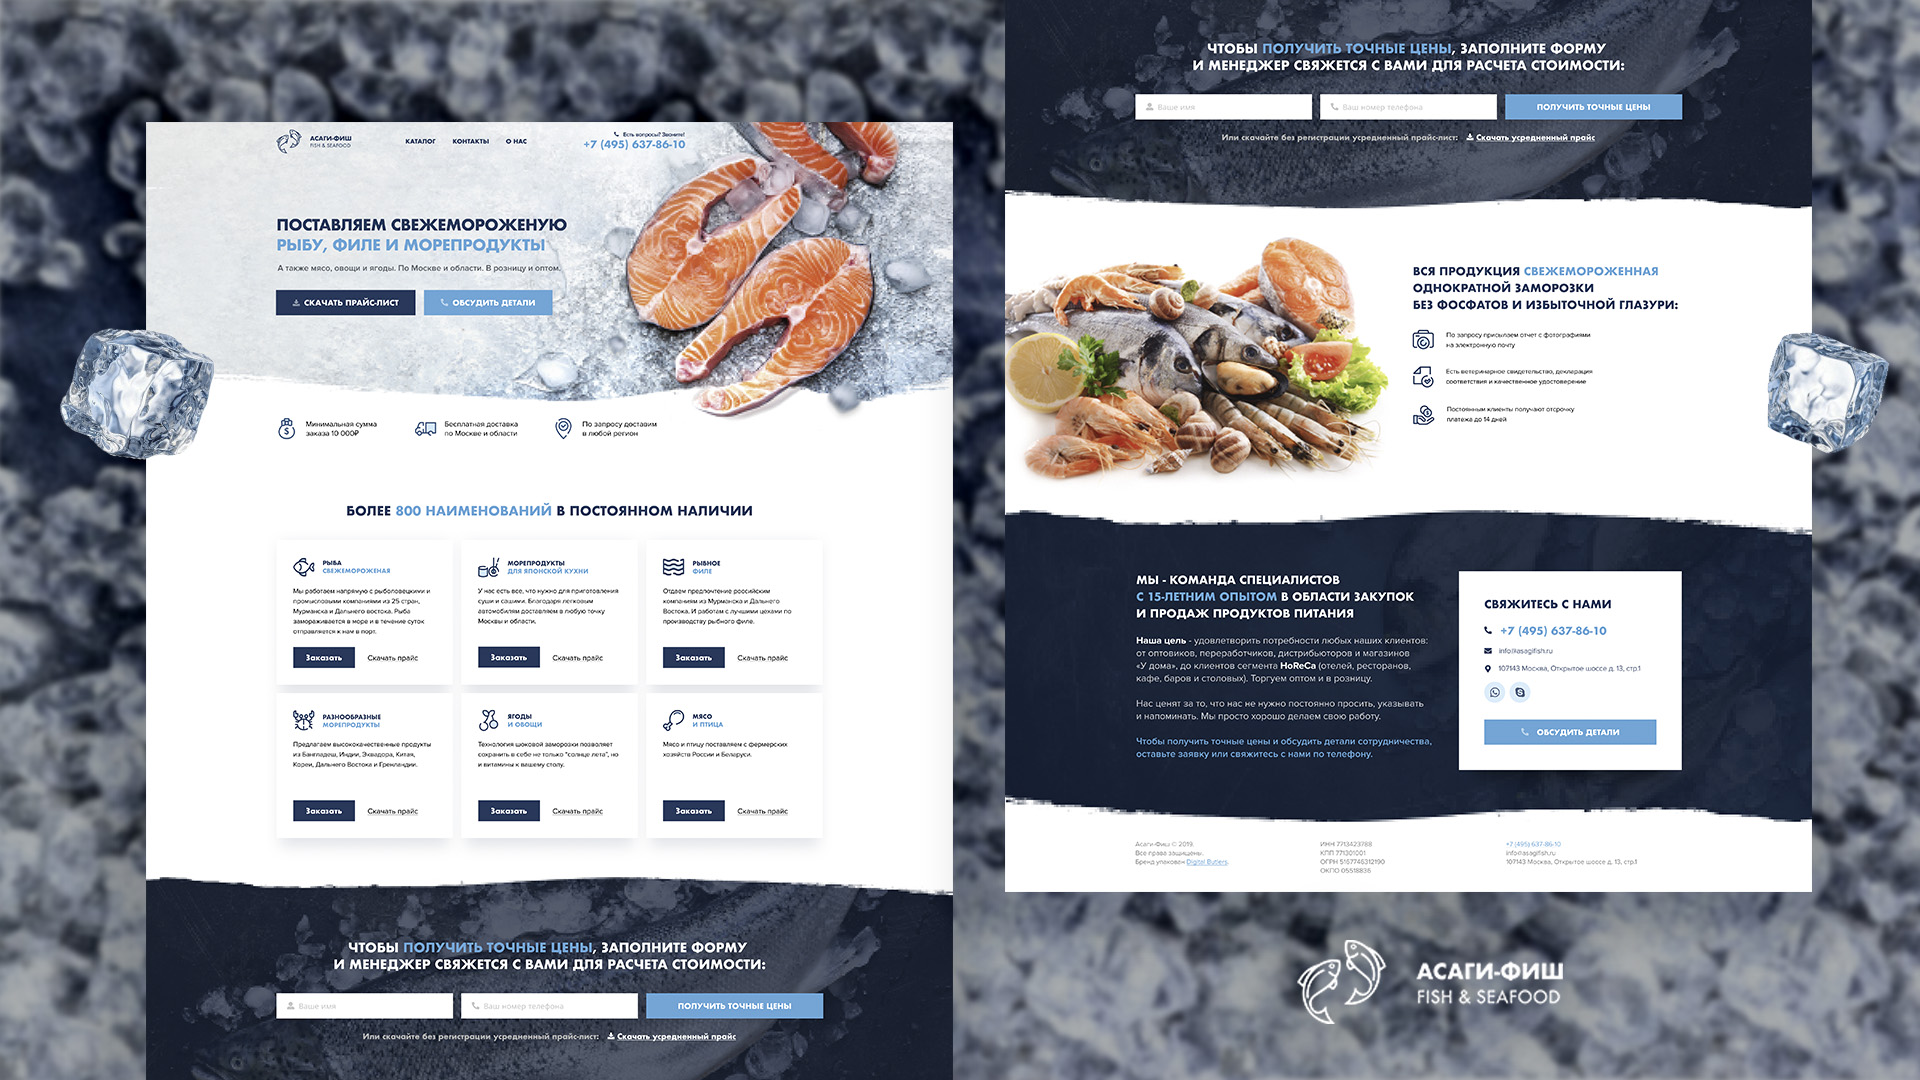 АСАГИ-ФИШ
FISH & SEAFOOD
КАТАЛОГ
КОНТАКТЫ
О НАС
Есть вопросы? Звоните!
+7 (495) 637-86-10
ПОСТАВЛЯЕМ СВЕЖЕМОРОЖЕНУЮ
РЫБУ, ФИЛЕ И МОРЕПРОДУКТЫ
А также мясо, овощи и ягоды. По Москве и области. В розницу и оптом.
СКАЧАТЬ ПРАЙС-ЛИСТ
ОБСУДИТЬ ДЕТАЛИ
Минимальная сумма
заказа 10 000₽
Бесплатная доставка
по Москве и области
По запросу доставим
в любой регион
БОЛЕЕ 800 НАИМЕНОВАНИЙ В ПОСТОЯННОМ НАЛИЧИИ
РЫБА
СВЕЖЕМОРОЖЕНАЯ
Мы работаем напрямую с рыболовецкими и
промысловыми компаниями из 25 стран,
Мурманска и Дальнего востока. Рыба
замораживается в море и в течение суток
отправляется к нам в порт.
Заказать
Скачать прайс
МОРЕПРОДУКТЫ
ДЛЯ ЯПОНСКОЙ КУХНИ
У нас есть все, что нужно для приготовления
суши и сашими. Благодаря легковым
автомобилям доставляем в любую точку
Москвы и области.
Заказать
Скачать прайс
РЫБНОЕ
ФИЛЕ
Отдаем предпочтение российским
компаниям из Мурманска и Дальнего
Востока. И работаем с лучшими цехами по
производству рыбного филе.
Заказать
Скачать прайс
РАЗНООБРАЗНЫЕ
МОРЕПРОДУКТЫ
Предлагаем высококачественные продукты
из Бангладеш, Индии, Эквадора, Китая,
Кореи, Дальнего Востока и Гренландии.
Заказать
Скачать прайс
ЯГОДЫ
И ОВОЩИ
Технология шоковой заморозки позволяет
сохранить в себе не только "солнце лета", но
и витамины к вашему столу.
Заказать
Скачать прайс
МЯСО
И ПТИЦА
Мясо и птицу поставляем с фермерских
хозяйств России и Беларуси.
Заказать
Скачать прайс
ЧТОБЫ ПОЛУЧИТЬ ТОЧНЫЕ ЦЕНЫ, ЗАПОЛНИТЕ ФОРМУ
И МЕНЕДЖЕР СВЯЖЕТСЯ С ВАМИ ДЛЯ РАСЧЕТА СТОИМОСТИ:
Ваше имя
Ваш номер телефона
ПОЛУЧИТЬ ТОЧНЫЕ ЦЕНЫ
Или скачайте без регистрации усредненный прайс-лист:
Скачать усредненный прайс
ЧТОБЫ ПОЛУЧИТЬ ТОЧНЫЕ ЦЕНЫ, ЗАПОЛНИТЕ ФОРМУ
И МЕНЕДЖЕР СВЯЖЕТСЯ С ВАМИ ДЛЯ РАСЧЕТА СТОИМОСТИ:
Ваше имя
Ваш номер телефона
ПОЛУЧИТЬ ТОЧНЫЕ ЦЕНЫ
Или скачайте без регистрации усредненный прайс-лист:
Скачать усредненный прайс
ВСЯ ПРОДУКЦИЯ СВЕЖЕМОРОЖЕННАЯ
ОДНОКРАТНОЙ ЗАМОРОЗКИ
БЕЗ ФОСФАТОВ И ИЗБЫТОЧНОЙ ГЛАЗУРИ:
По запросу присылаем отчет с фотографиями
на электронную почту
Есть ветеринарное свидетельство, декларация
соответствия и качественное удостоверение
Постоянным клиенты получают отсрочку
платежа до 14 дней
МЫ - КОМАНДА СПЕЦИАЛИСТОВ
С 15-ЛЕТНИМ ОПЫТОМ В ОБЛАСТИ ЗАКУПОК
И ПРОДАЖ ПРОДУКТОВ ПИТАНИЯ
Наша цель - удовлетворить потребности любых наших клиентов:
от оптовиков, переработчиков, дистрибьюторов и магазинов
«У дома», до клиентов сегмента HoReCa (отелей, ресторанов,
кафе, баров и столовых). Торгуем оптом и в розницу.
Нас ценят за то, что нас не нужно постоянно просить, указывать
и напоминать. Мы просто хорошо делаем свою работу.
Чтобы получить точные цены и обсудить детали сотрудничества,
оставьте заявку или свяжитесь с нами по телефону.
СВЯЖИТЕСЬ С НАМИ
+7 (495) 637-86-10
info@asagifish.ru
107143 Москва, Открытое шоссе д. 13, стр.1
ОБСУДИТЬ ДЕТАЛИ
Асаги-Фиш © 2019.
Все права защищены.
Бренд упакован Digital Butlers.
ИНН 7713423788
КПП 771301001
ОГРН 5167746312190
ОКПО 05518836
+7 (495) 637-86-10
info@asagifish.ru
107143 Москва, Открытое шоссе д. 13, стр.1
АСАГИ-ФИШ
FISH & SEAFOOD